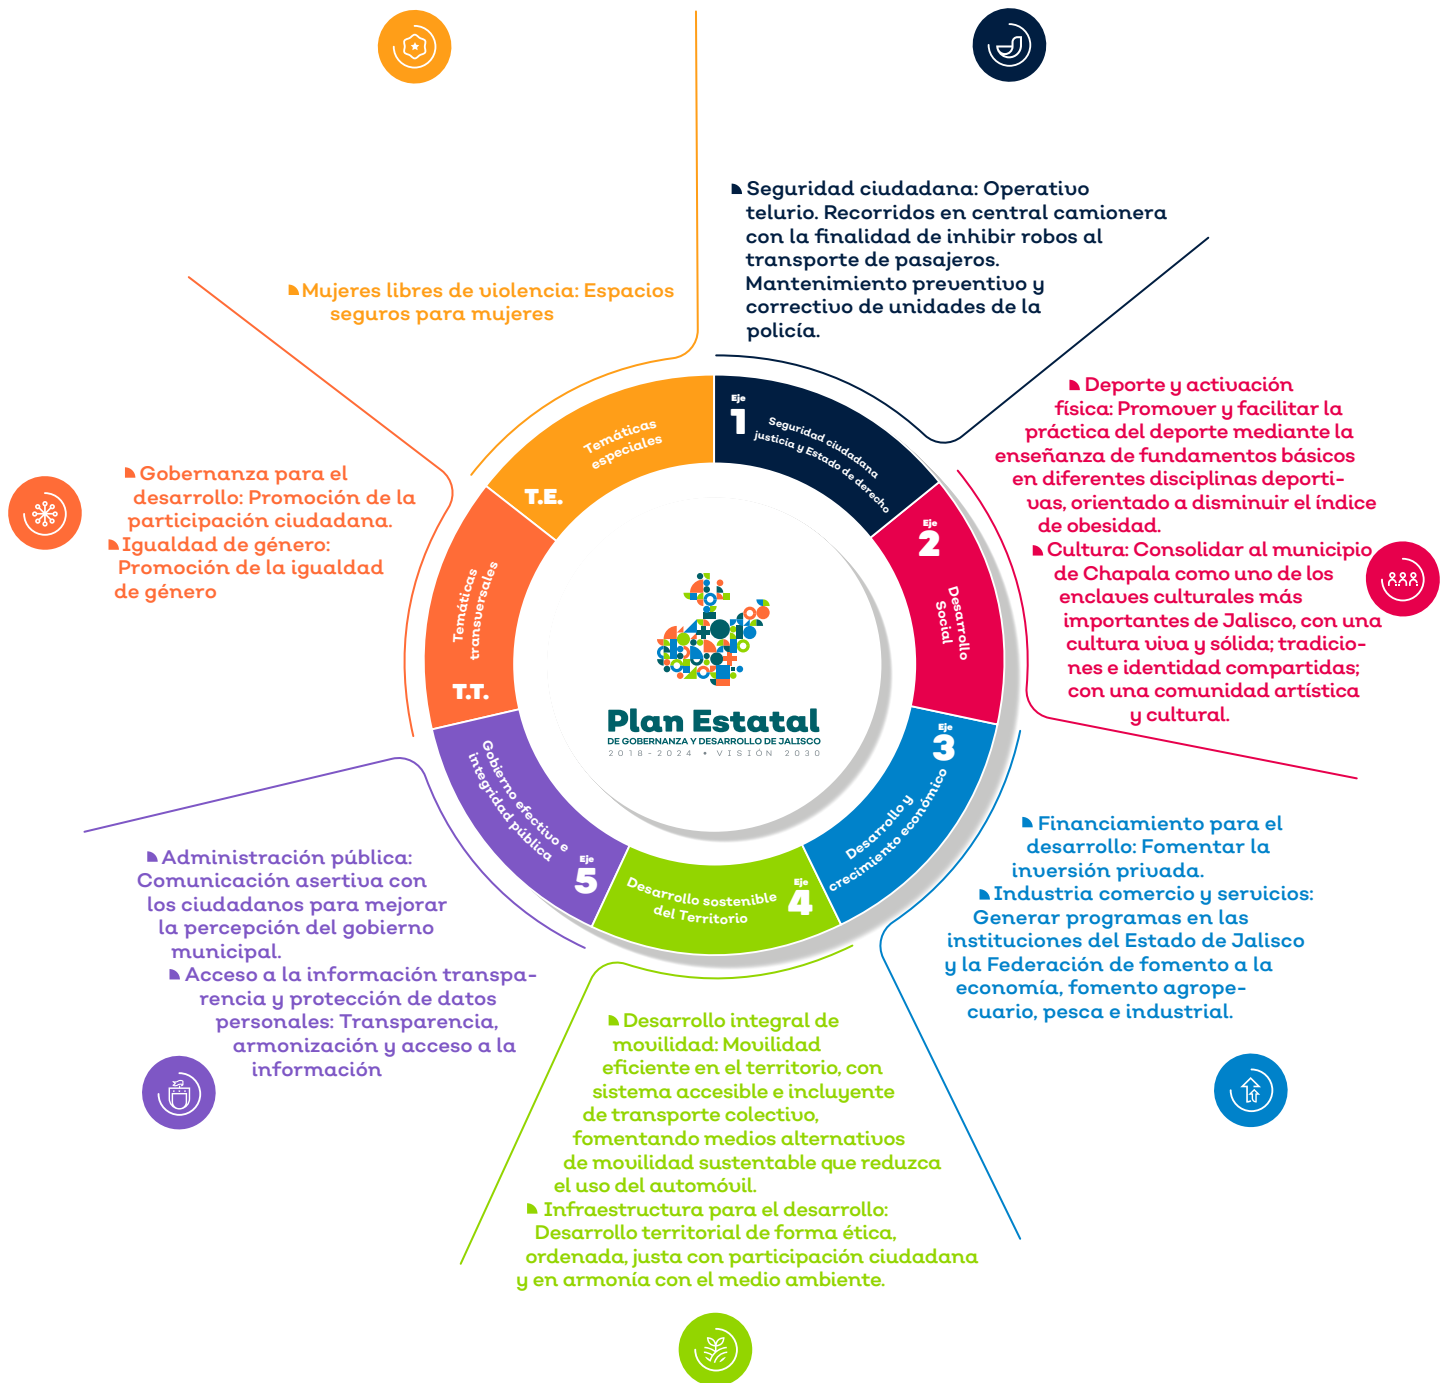 Seguridad ciudadana: Operativo
telurio. Recorridos en central camionera
con la finalidad de inhibir robos al
transporte de pasajeros.
Mantenimiento preventivo y
correctivo de unidades de la
policía.
Mujeres libres de violencia: Espacios
seguros para mujeres
Deporte y activación
física: Promover y facilitar la
práctica del deporte mediante la
enseñanza de fundamentos básicos
en diferentes disciplinas deporti-
vas, orientado a disminuir el índice
de obesidad.
Cultura: Consolidar al municipio
de Chapala como uno de los
enclaves culturales más
importantes de Jalisco, con una
cultura viva y sólida; tradicio-
nes e identidad compartidas;
con una comunidad artística
y cultural.
Gobernanza para el
desarrollo: Promoción de la
participación ciudadana.
Igualdad de género:
Promoción de la igualdad
de género
Eje
1
Seguridad ciudadana
justicia y Estado de derecho
Eje
2
Desarrollo
Social
Eje
3
Desarrollo y
crecimiento económico
Eje
4
Desarrollo sostenible
del Territorio
Eje
5
Gobierno efectivo e
integridad pública
T.T.
Temáticas
transversales
T.E.
Temáticas
especiales
Plan Estatal
DE GOBERNANZA Y DESARROLLO DE JALISCO
2018-2024 • VISIÓN 2030
Financiamiento para el
desarrollo: Fomentar la
inversión privada.
Industria comercio y servicios:
Generar programas en las
instituciones del Estado de Jalisco
y la Federación de fomento a la
economía, fomento agrope-
cuario, pesca e industrial.
Administración pública:
Comunicación asertiva con
los ciudadanos para mejorar
la percepción del gobierno
municipal.
Acceso a la información transpa-
rencia y protección de datos
personales: Transparencia,
armonización y acceso a la
información
Desarrollo integral de
movilidad: Movilidad
eficiente en el territorio, con
sistema accesible e incluyente
de transporte colectivo,
fomentando medios alternativos
de movilidad sustentable que reduzca
el uso del automóvil.
Infraestructura para el desarrollo:
Desarrollo territorial de forma ética,
ordenada, justa con participación ciudadana
y en armonía con el medio ambiente.